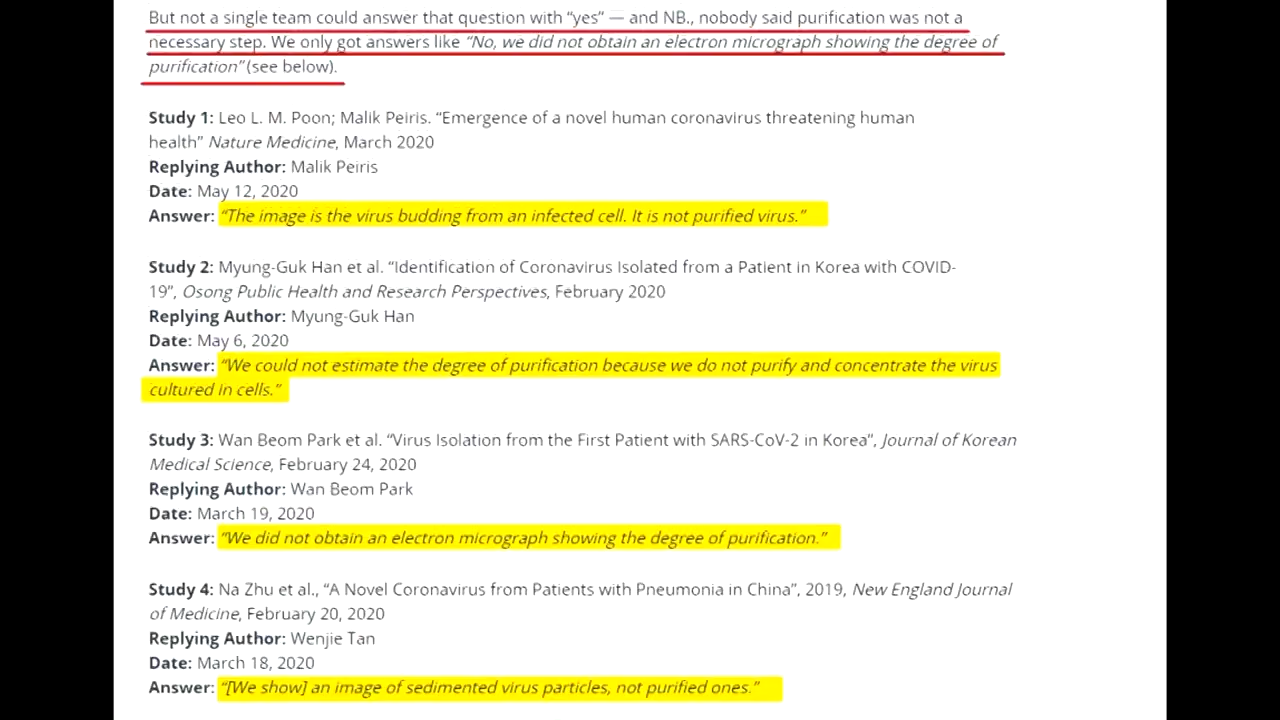 But not a single team could answer that question with “yes” — and NB., nobody said purification was not a
necessary step. We only got answers like “No, we did not obtain an electron micrograph showing the degree of
purification” (see below).
Study 1: Leo L. M. Poon; Malik Peiris. “Emergence of a novel human coronavirus threatening human
health” Nature Medicine, March 2020
Replying Author: Malik Peiris
Date: May 12, 2020
Answer: “The image is the virus budding from an infected cell. It is not purified virus.”
Study 2: Myung-Guk Han et al. “Identification of Coronavirus Isolated from a Patient in Korea with COVID-
19”, Osong Public Health and Research Perspectives, February 2020
Replying Author: Myung-Guk Han
Date: May 6, 2020
Answer: “We could not estimate the degree of purification because we do not purify and concentrate the virus
cultured in cells.”
Study 3: Wan Beom Park et al. “Virus Isolation from the First Patient with SARS-CoV-2 in Korea”, Journal of Korean
Medical Science, February 24, 2020
Replying Author: Wan Beom Park
Date: March 19, 2020
Answer: “We did not obtain an electron micrograph showing the degree of purification.”
Study 4: Na Zhu et al., “A Novel Coronavirus from Patients with Pneumonia in China”, 2019, New England Journal
of Medicine, February 20, 2020
Replying Author: Wenjie Tan
Date: March 18, 2020
Answer: “[We show] an image of sedimented virus particles, not purified ones.”